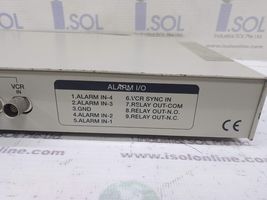 i.SOL
ALARM I/O
1.ALARM IN-4
2.ALARM IN-3
3.GND
4.ALARM IN-2
5.ALARM IN-1
6.VCR SYNC IN
7.RELAY OUT-COM
8.RELAY OUT-N.O.
9.RELAY OUT-N.C.
VCR
IN
CE
www.isolonline.com